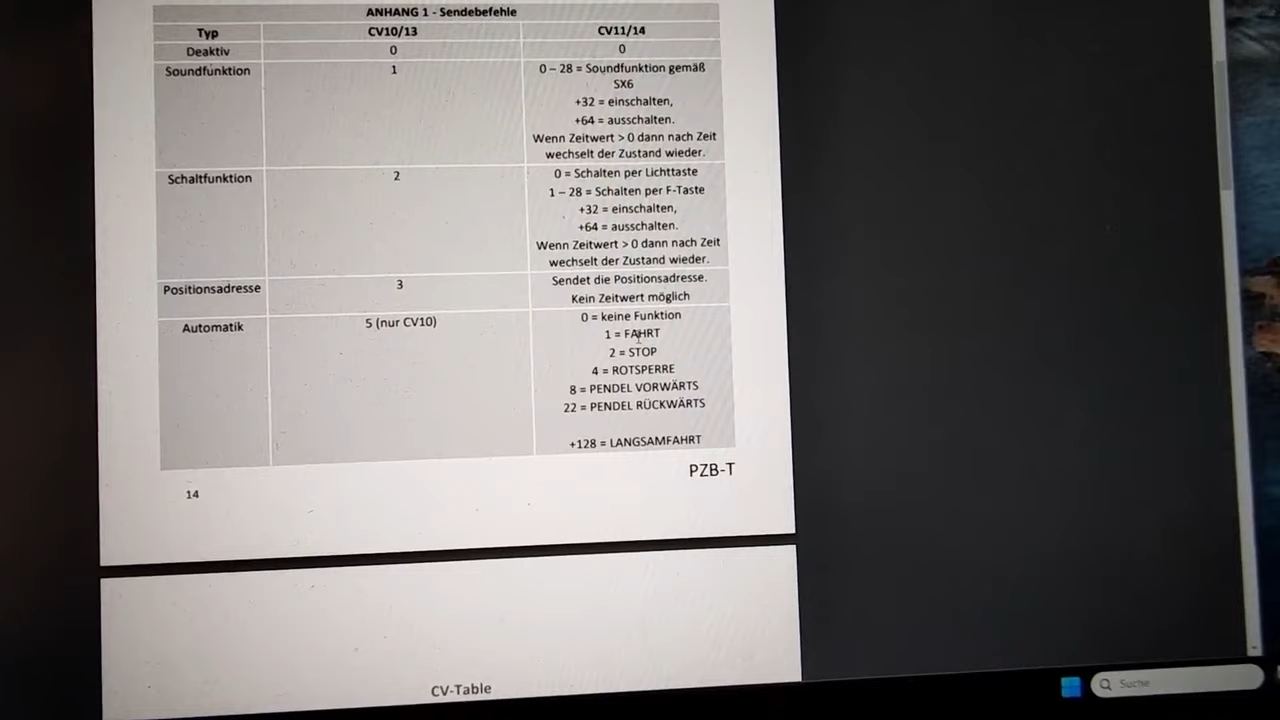 ANHANG 1 - Sendebefehle
Typ CV10/13 CV11/14
Deaktiv 0 0
Soundfunktion 1 0 – 28 = Soundfunktion gemäß
SX6
+32 = einschalten,
+64 = ausschalten.
Wenn Zeitwert > 0 dann nach Zeit
wechselt der Zustand wieder.
Schaltfunktion 2 0 = Schalten per Lichttaste
1 – 28 = Schalten per F-Taste
+32 = einschalten,
+64 = ausschalten.
Wenn Zeitwert > 0 dann nach Zeit
wechselt der Zustand wieder.
Positionsadresse 3 Sendet die Positionsadresse.
Kein Zeitwert möglich
Automatik 5 (nur CV10) 0 = keine Funktion
1 = FAHRT
2 = STOP
4 = ROTSPERRE
8 = PENDEL VORWÄRTS
22 = PENDEL RÜCKWÄRTS
+128 = LANGSAMFAHRT
PZB-T
14
CV-Table
Suche